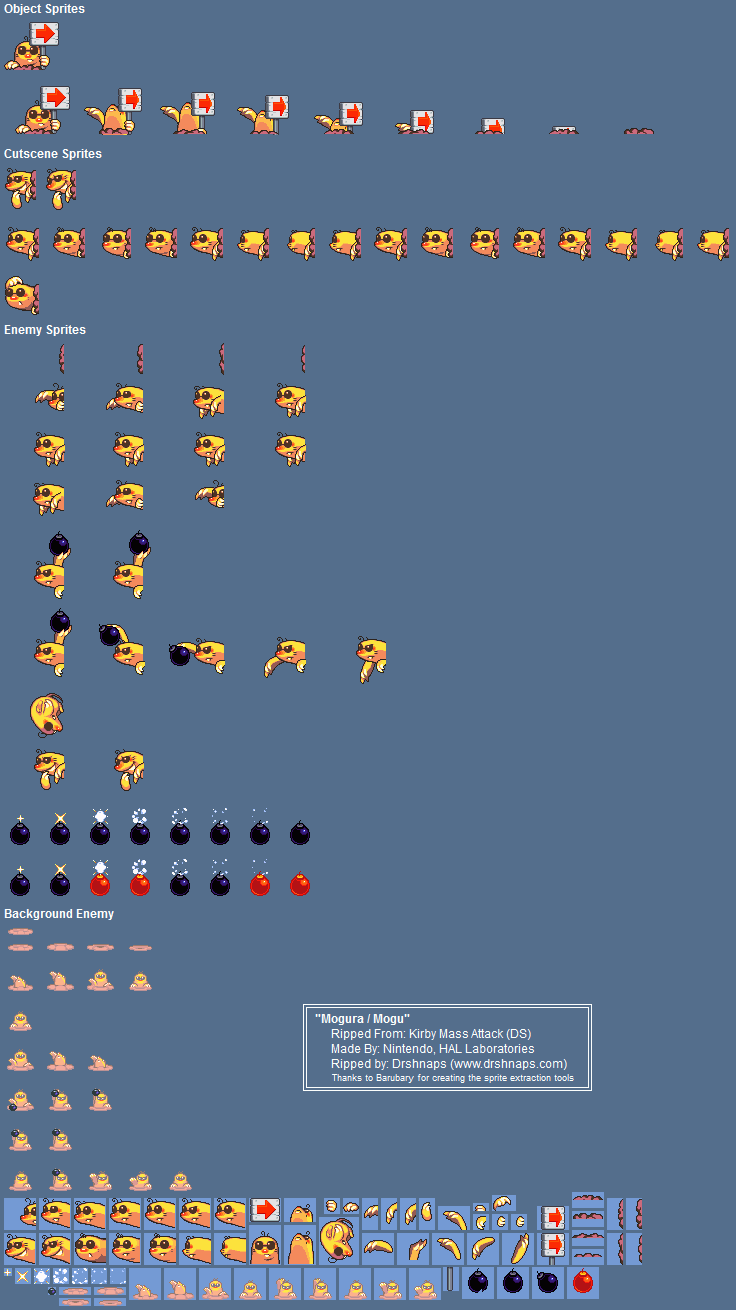 Object Sprites
Cutscene Sprites
Enemy Sprites
Background Enemy
"Mogura / Mogu"
Ripped From: Kirby Mass Attack (DS)
Made By: Nintendo, HAL Laboratories
Ripped by: Drshnaps (www.drshnaps.com)
Thanks to Barubary for creating the sprite extraction tools